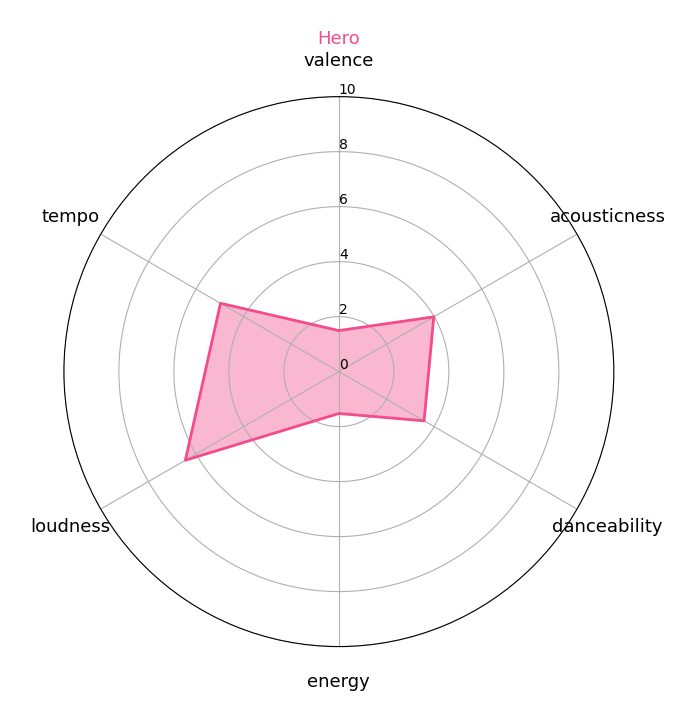 Hero
valence
10
8
6
4
2
0
tempo
acousticness
loudness
danceability
energy